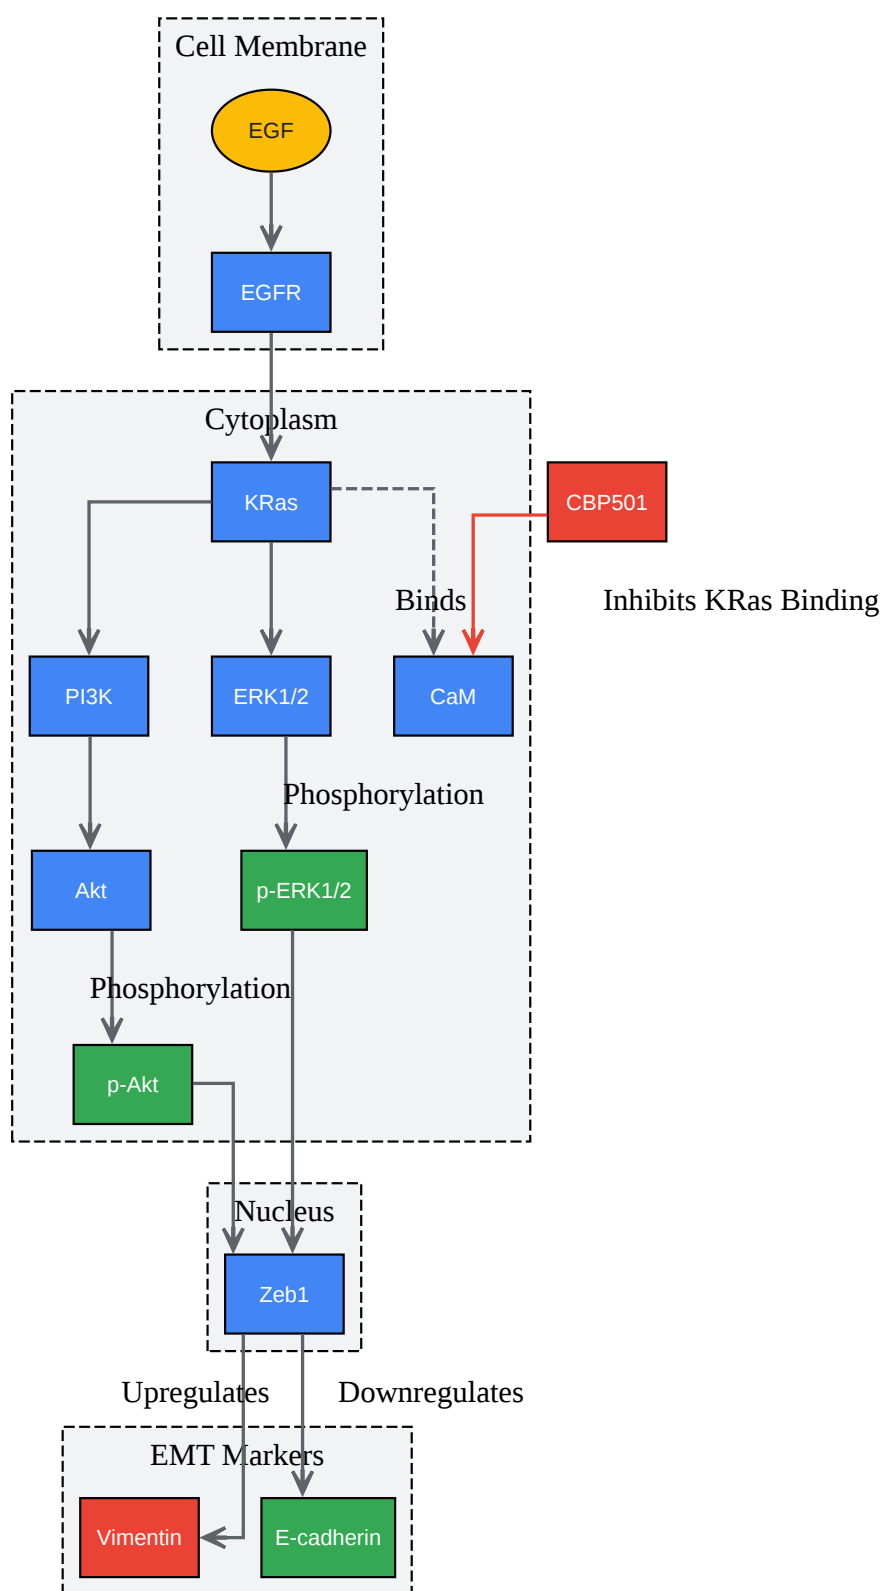 Cell Membrane
EGF
EGFR
Cytoplasm
KRas
CBP501
Binds
Inhibits KRas Binding
PI3K
ERK1/2
CaM
Phosphorylation
Akt
p-ERK1/2
Phosphorylation
p-Akt
Nucleus
Zeb1
Upregulates
Downregulates
EMT Markers
Vimentin
E-cadherin